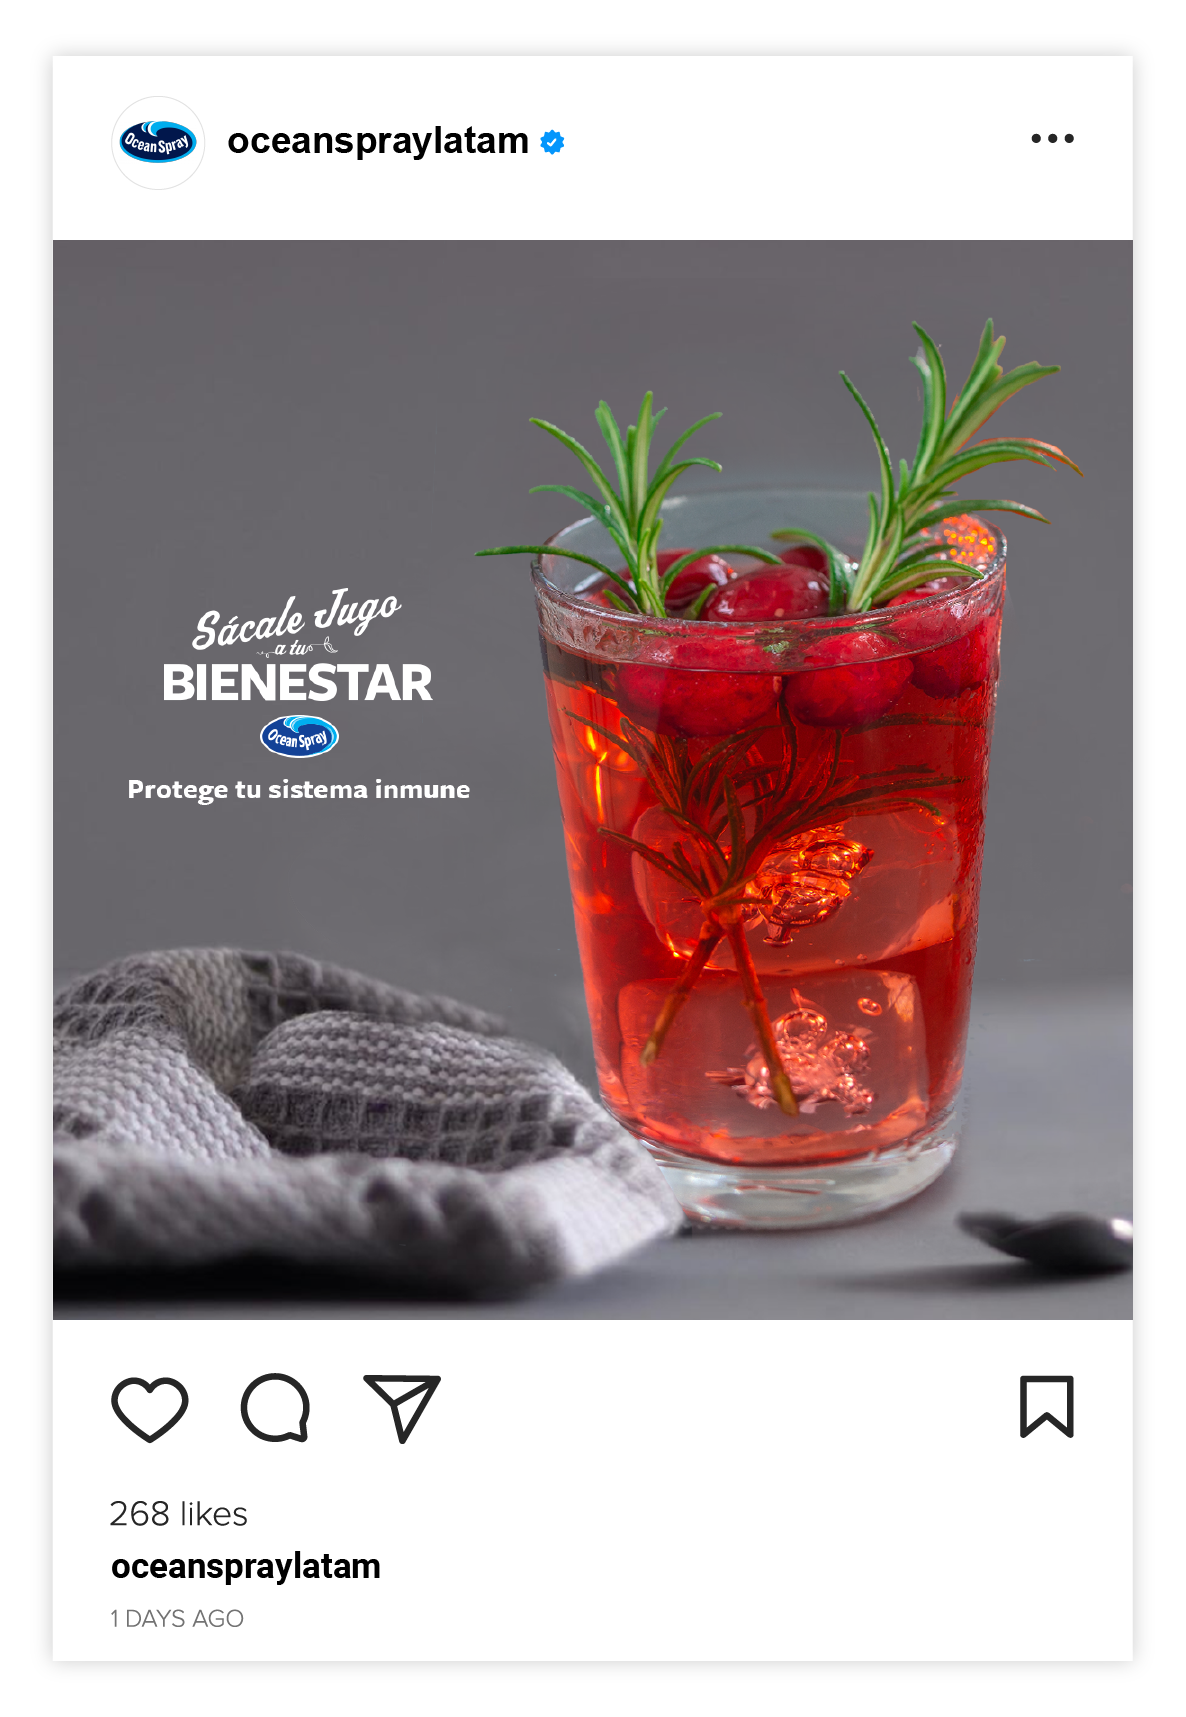 Ocean Spray
oceanspraylatam
Sácale Jugo
a tu
BIENESTAR
Ocean Spray
Protege tu sistema inmune
268 likes
oceanspraylatam
1 DAYS AGO